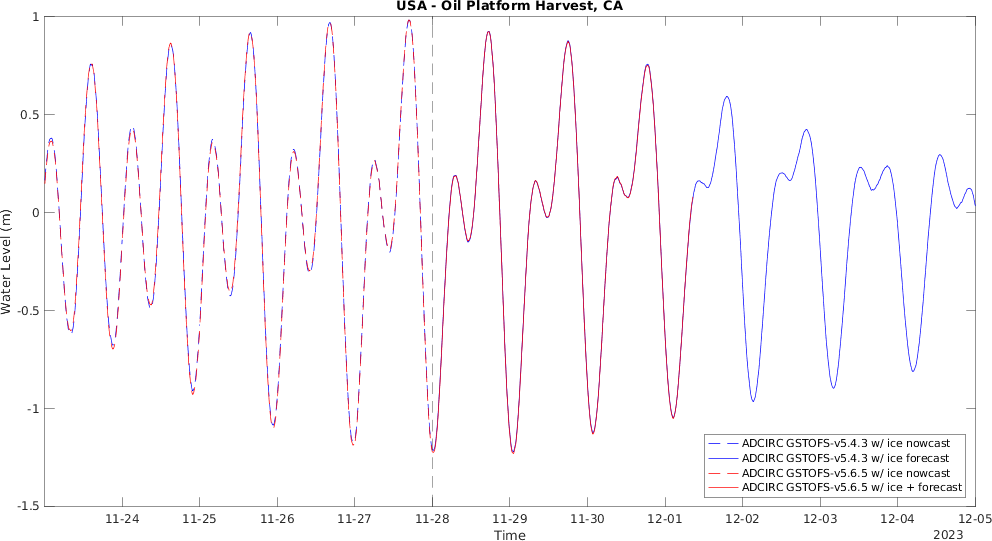 USA - Oil Platform Harvest, CA
1
0.5
0
-0.5
-1
-1.5
Water Level (m)
11-24
11-25
11-26
11-27
11-28
11-29
11-30
12-01
12-02
12-03
12-04
12-05
Time
2023
ADCIRC GSTOFS-v5.4.3 w/ ice nowcast
ADCIRC GSTOFS-v5.4.3 w/ ice forecast
ADCIRC GSTOFS-v5.6.5 w/ ice nowcast
ADCIRC GSTOFS-v5.6.5 w/ ice + forecast